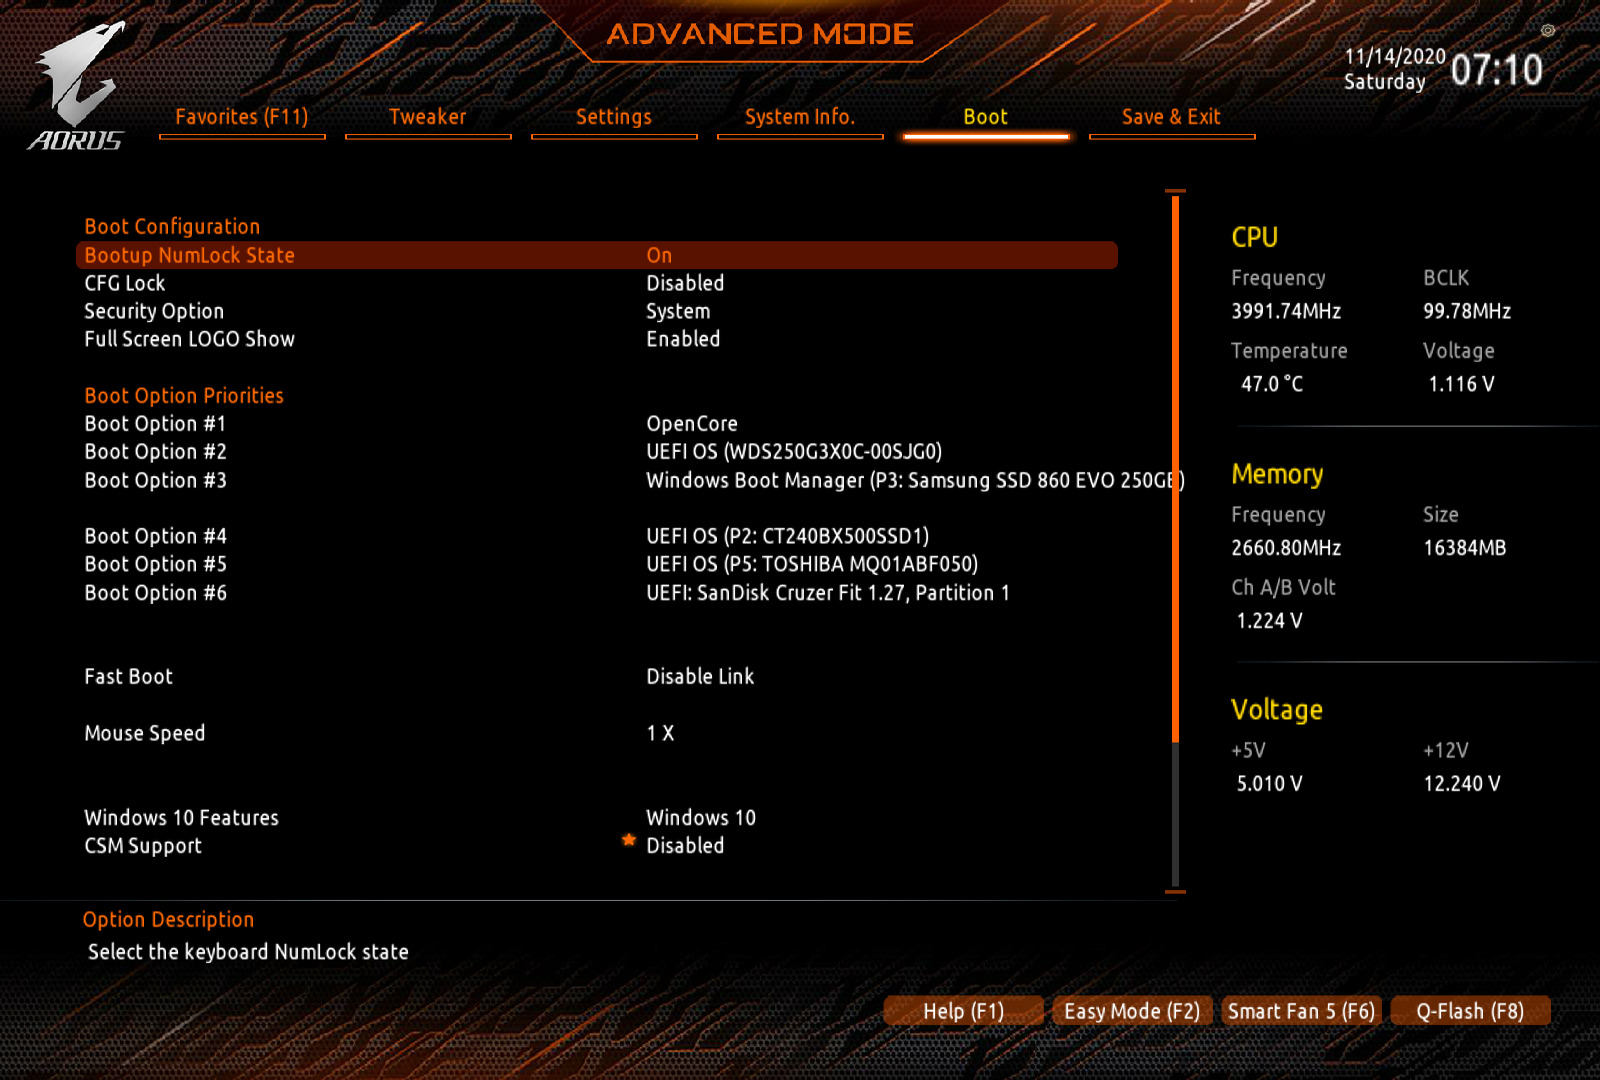 ADVANCED MODE
11/14/2020
Saturday
07:10
AORUS
Favorites (F11)
Tweaker
Settings
System Info.
Boot
Save & Exit
Boot Configuration
Bootup NumLock State On
CFG Lock Disabled
Security Option System
Full Screen LOGO Show Enabled
Boot Option Priorities
Boot Option #1 OpenCore
Boot Option #2 UEFI OS (WDS250G3X0C-00SJG0)
Boot Option #3 Windows Boot Manager (P3: Samsung SSD 860 EVO 250GB)
Boot Option #4 UEFI OS (P2: CT240BX500SSD1)
Boot Option #5 UEFI OS (P5: TOSHIBA MQ01ABF050)
Boot Option #6 UEFI: SanDisk Cruzer Fit 1.27, Partition 1
Fast Boot Disable Link
Mouse Speed 1 X
Windows 10 Features Windows 10
CSM Support Disabled
CPU
Frequency BCLK
3991.74MHz 99.78MHz
Temperature Voltage
47.0 °C 1.116 V
Memory
Frequency Size
2660.80MHz 16384MB
Ch A/B Volt
1.224 V
Voltage
+5V +12V
5.010 V 12.240 V
Option Description
Select the keyboard NumLock state
Help (F1)
Easy Mode (F2)
Smart Fan 5 (F6)
Q-Flash (F8)